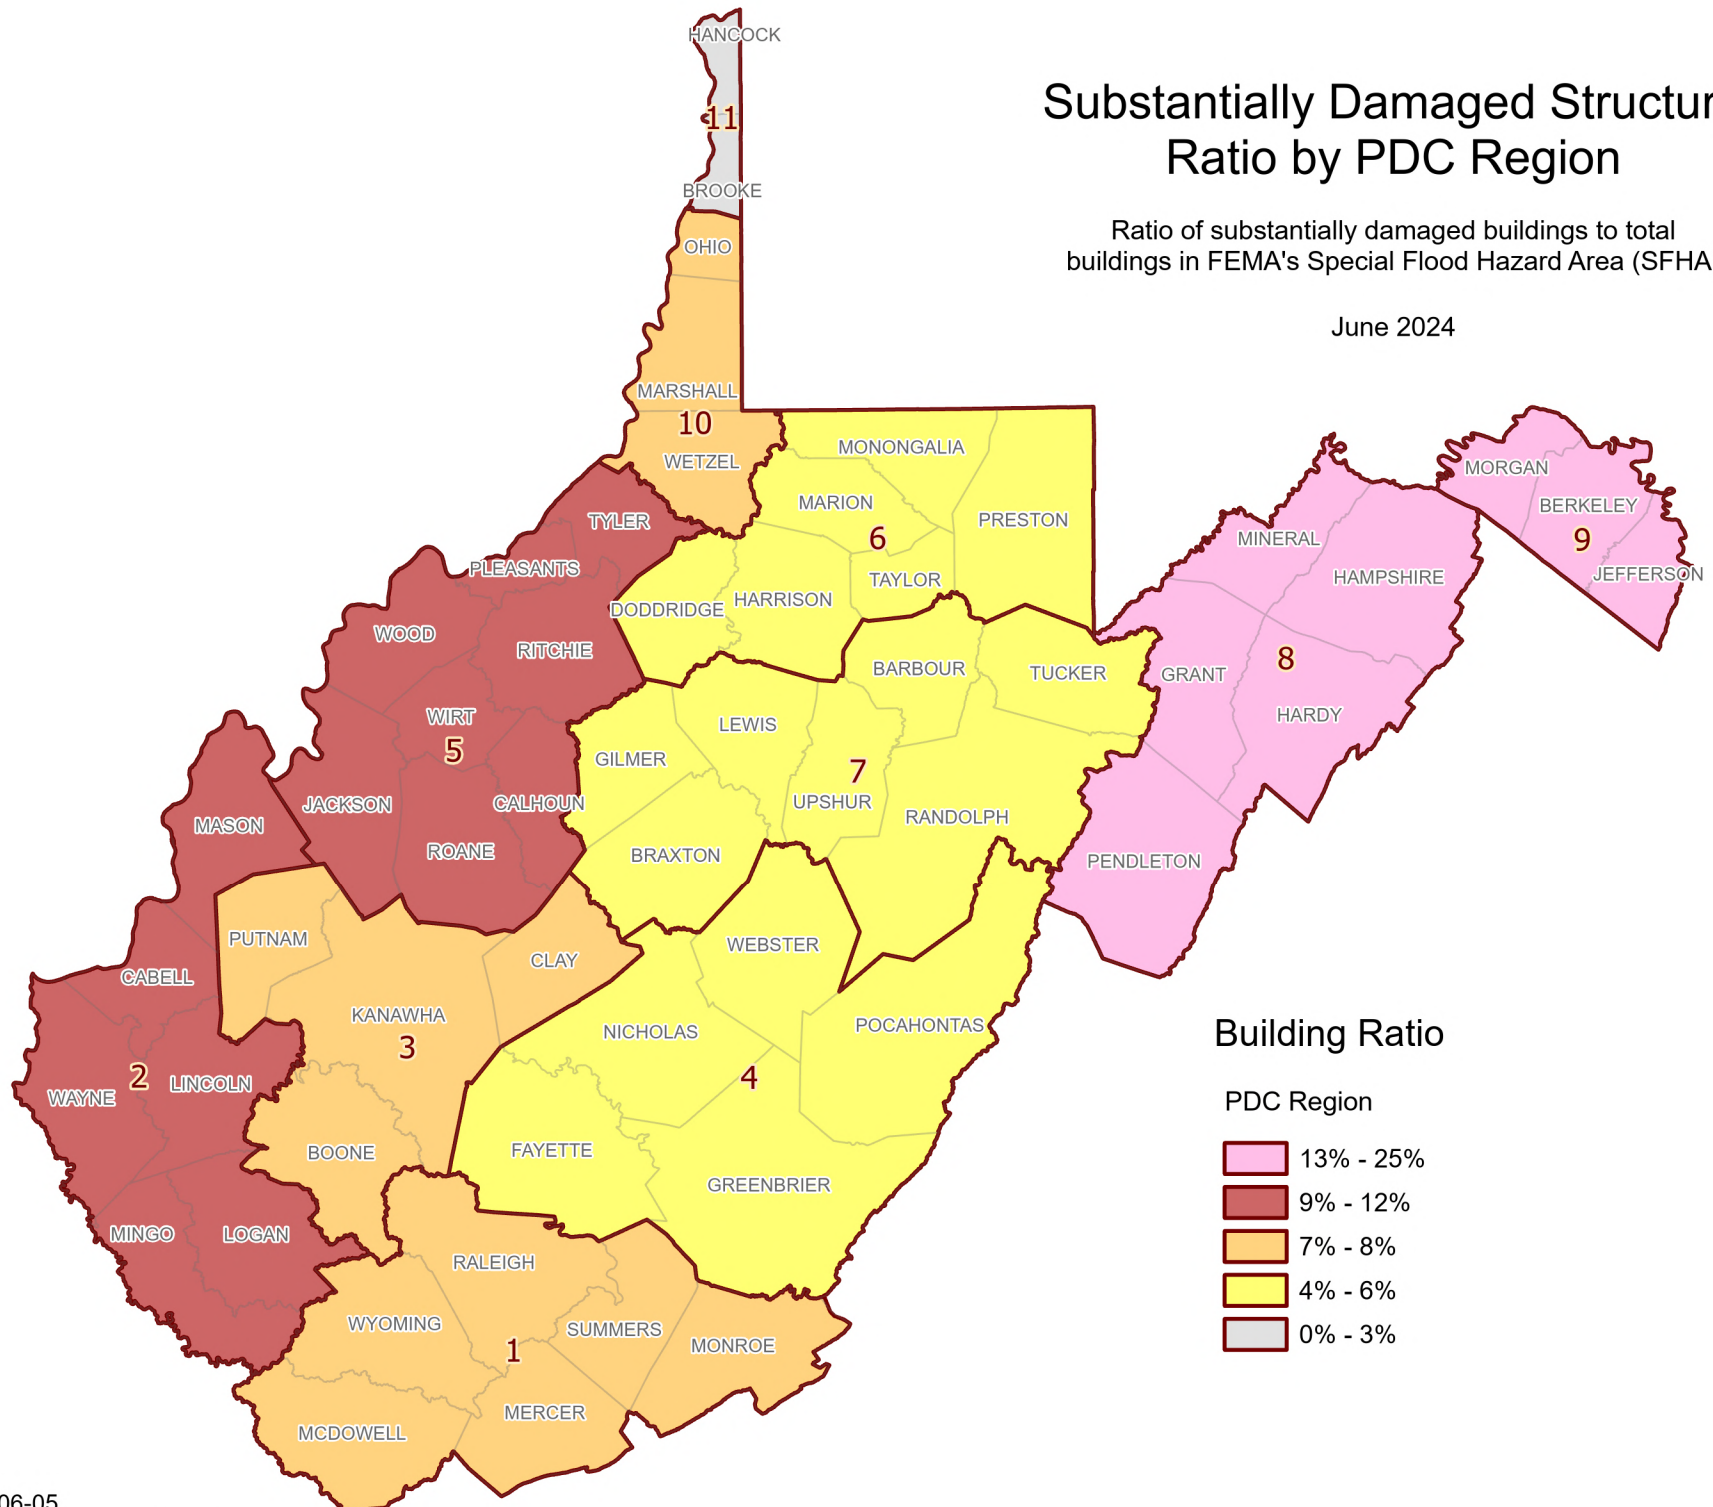 Substantially Damaged Structur
Ratio by PDC Region
Ratio of substantially damaged buildings to total
buildings in FEMA's Special Flood Hazard Area (SFHA
June 2024
HANCOCK
11
BROOKE
OHIO
MARSHALL
10
WETZEL
MONONGALIA
MARION
PRESTON
6
TAYLOR
HARRISON
DODDRIDGE
TYLER
PLEASANTS
WOOD
RITCHIE
WIRT
5
JACKSON
CALHOUN
ROANE
MORGAN
BERKELEY
9
JEFFERSON
MINERAL
HAMPSHIRE
8
GRANT
HARDY
PENDLETON
BARBOUR
TUCKER
LEWIS
GILMER
7
UPSHUR
RANDOLPH
BRAXTON
MASON
PUTNAM
CLAY
CABELL
KANAWHA
3
2
LINCOLN
WAYNE
BOONE
MINGO
LOGAN
WEBSTER
NICHOLAS
POCAHONTAS
4
FAYETTE
GREENBRIER
RALEIGH
WYOMING
SUMMERS
1
MONROE
MERCER
MCDOWELL
Building Ratio
PDC Region
13% - 25%
9% - 12%
7% - 8%
4% - 6%
0% - 3%
06-05